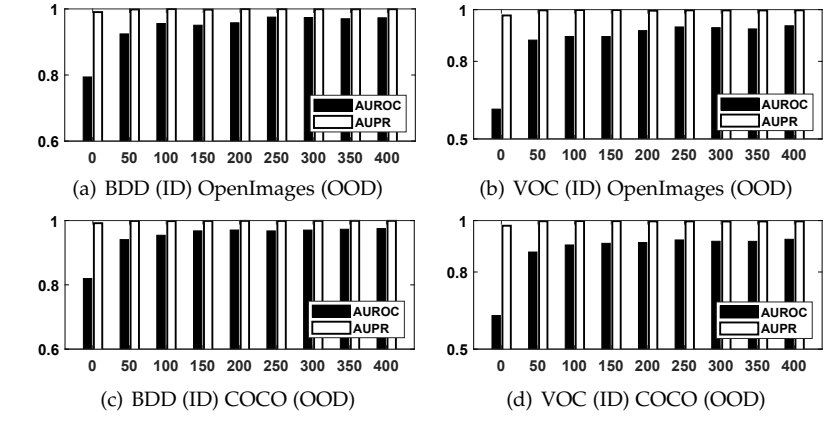 1
0.8
0.6
AUROC
AUPR
0 50 100 150 200 250 300 350 400
(a) BDD (ID) OpenImages (OOD)
1
0.8
0.5
AUROC
AUPR
0 50 100 150 200 250 300 350 400
(b) VOC (ID) OpenImages (OOD)
1
0.8
0.6
AUROC
AUPR
0 50 100 150 200 250 300 350 400
(c) BDD (ID) COCO (OOD)
1
0.8
0.5
AUROC
AUPR
0 50 100 150 200 250 300 350 400
(d) VOC (ID) COCO (OOD)